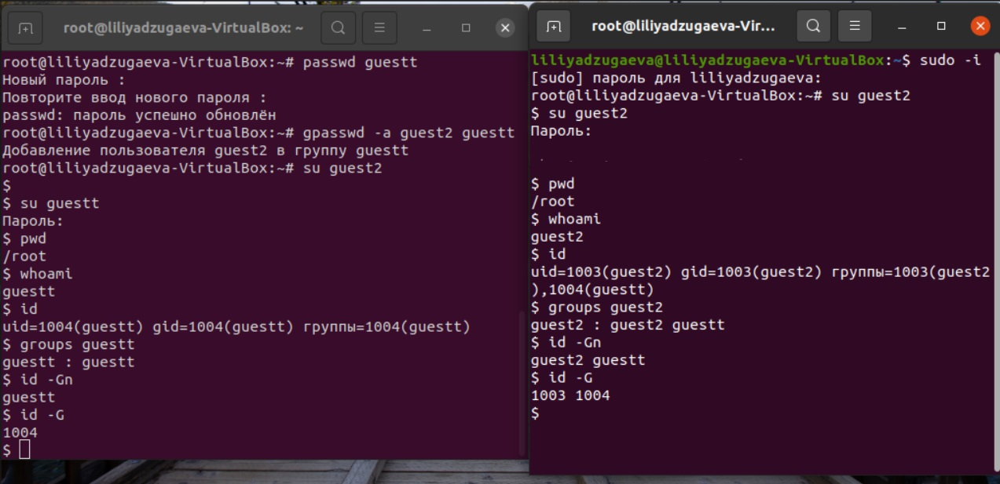 root@liliyadzugaeva-VirtualBox: ~
root@liliyadzugaeva-VirtualBox:~# passwd guestt
Новый пароль :
Повторите ввод нового пароля :
passwd: пароль успешно обновлён
root@liliyadzugaeva-VirtualBox:~# gpasswd -a guest2 guestt
Добавление пользователя guest2 в группу guestt
root@liliyadzugaeva-VirtualBox:~# su guest2
$
$ su guestt
Пароль:
$ pwd
/root
$ whoami
guestt
$ id
uid=1004(guestt) gid=1004(guestt) группы=1004(guestt)
$ groups guestt
guestt : guestt
$ id -Gn
guestt
$ id -G
1004
$
root@liliyadzugaeva-Vir...
liliyadzugaeva@liliyadzugaeva-VirtualBox:~$ sudo -i
[sudo] пароль для liliyadzugaeva:
root@liliyadzugaeva-VirtualBox:~# su guest2
$ su guest2
Пароль:
$ pwd
/root
$ whoami
guest2
$ id
uid=1003(guest2) gid=1003(guest2) группы=1003(guest2
),1004(guestt)
$ groups guest2
guest2 : guest2 guestt
$ id -Gn
guest2 guestt
$ id -G
1003 1004
$